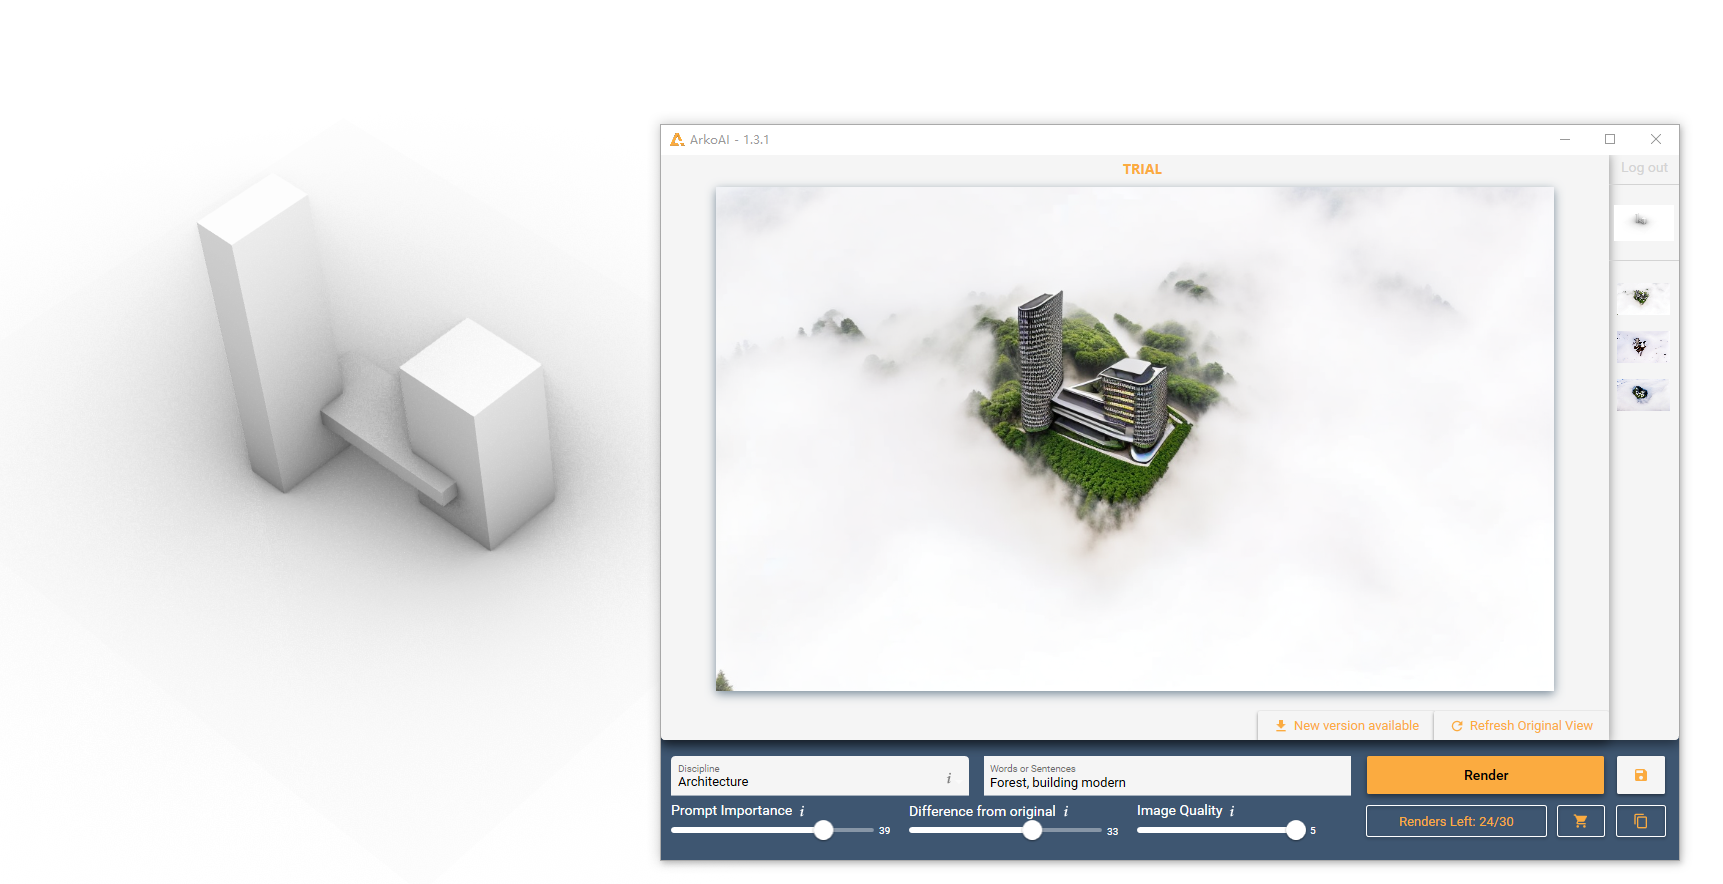 ArkoAI - 1.3.1
TRIAL
Log out
New version available
Refresh Original View
Discipline
Architecture
i
Words or Sentences
Forest, building modern
Render
Prompt Importance i
39
Difference from original i
33
Image Quality i
5
Renders Left: 24/30